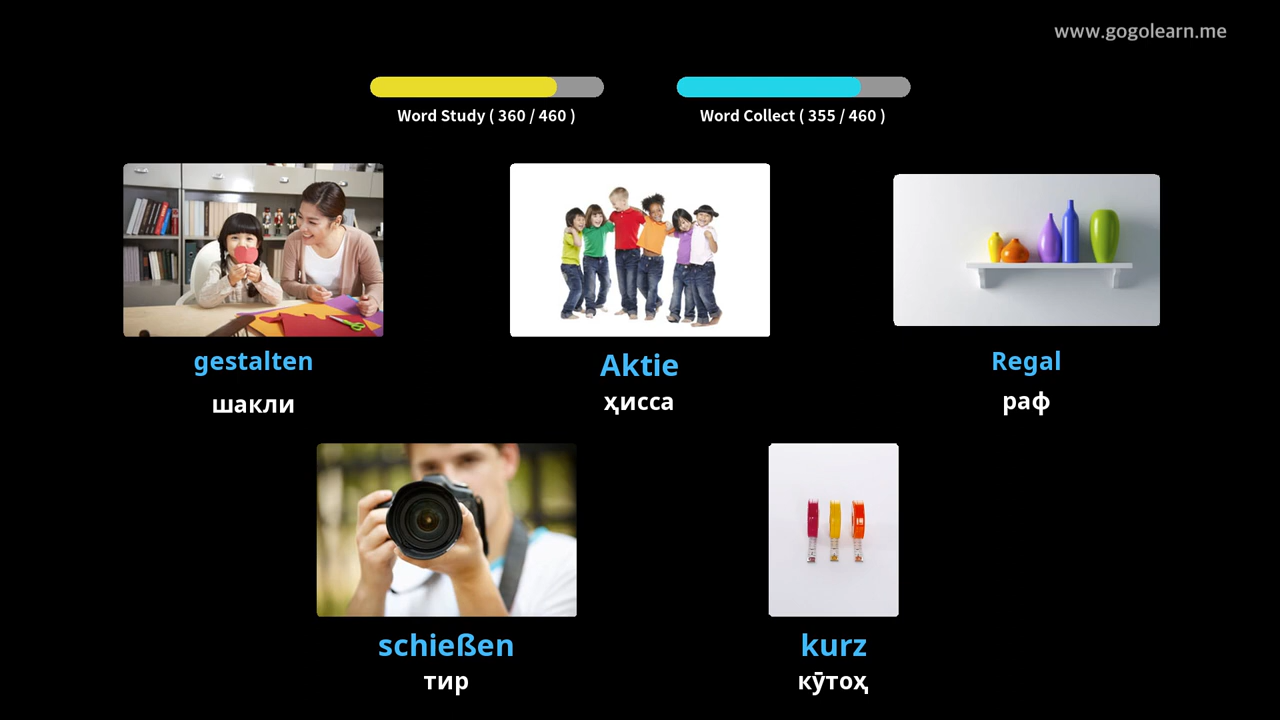 www.gogolearn.me
Word Study ( 360 / 460 )
Word Collect ( 355 / 460 )
gestalten
шакли
Aktie
ҳисса
Regal
раф
schießen
тир
kurz
кӯтоҳ